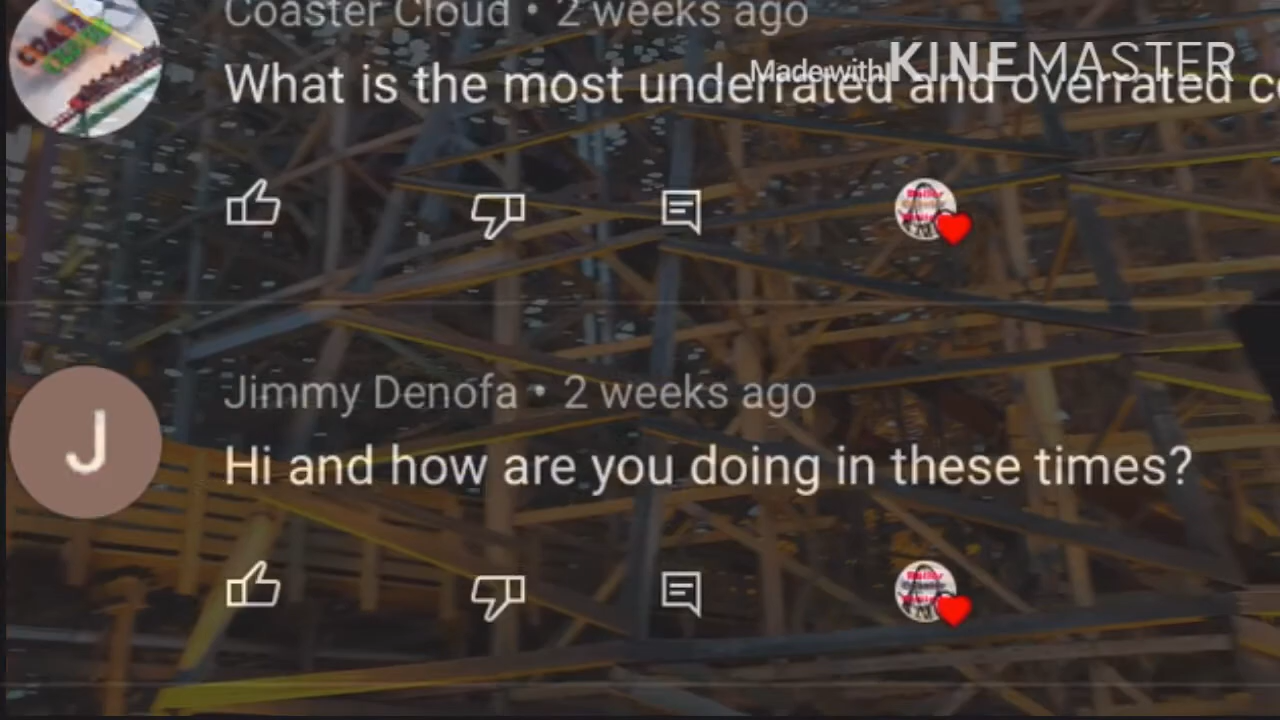 Coaster Cloud • 2 weeks ago
Made with KINEMASTER
What is the most underrated and overrated
J
Jimmy Denofa • 2 weeks ago
Hi and how are you doing in these times?